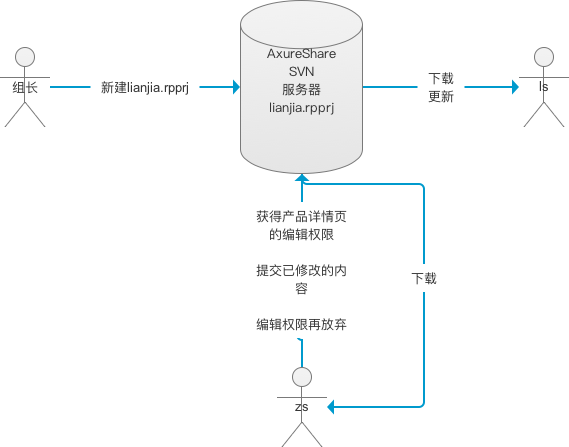 AxureShare
SVN
服务器
lianjia.rpprj
组长
新建lianjia.rpprj
下载
更新
ls
获得产品详情页
的编辑权限
提交已修改的内
容
编辑权限再放弃
下载
zs